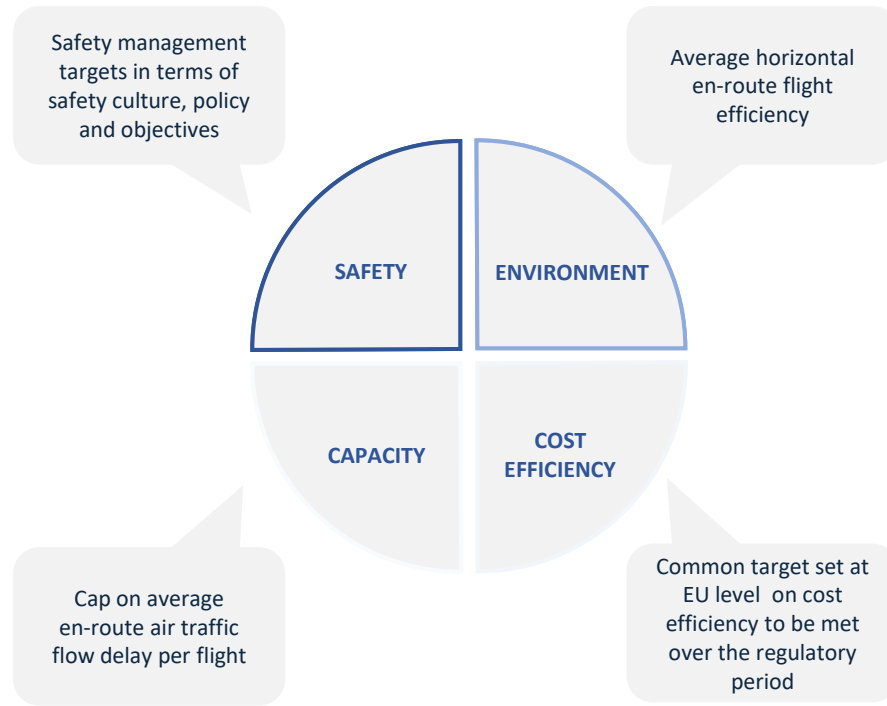 Safety management
targets in terms of
safety culture, policy
and objectives
Average horizontal
en-route flight
efficiency
SAFETY
ENVIRONMENT
CAPACITY
COST
EFFICIENCY
Cap on average
en-route air traffic
flow delay per flight
Common target set at
EU level on cost
efficiency to be met
over the regulatory
period